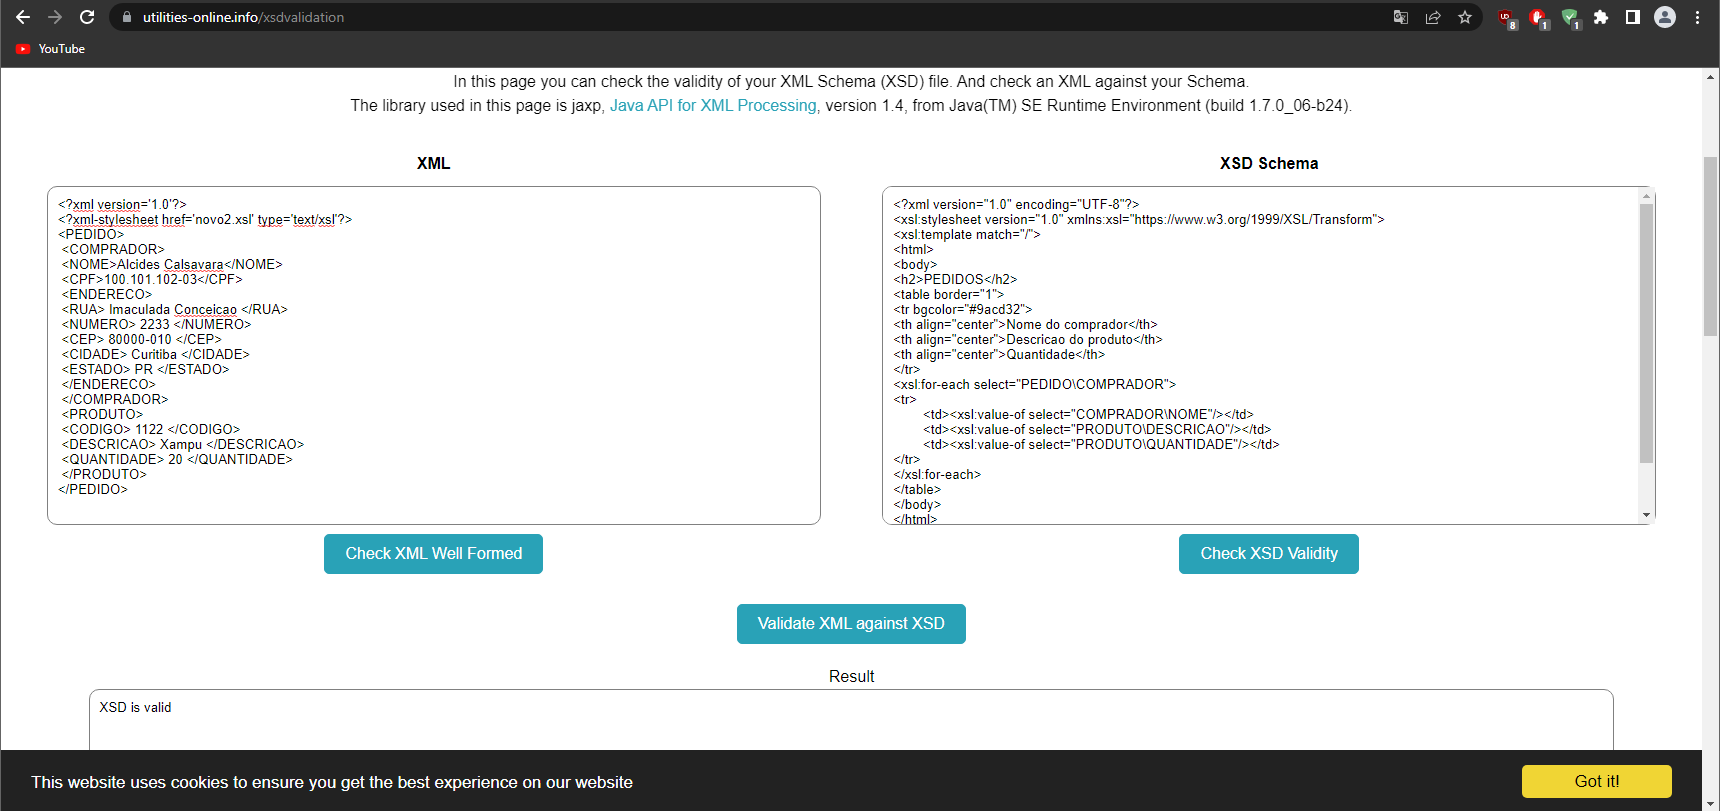 utilities-online.info/xsdvalidation
8
1
1
YouTube
In this page you can check the validity of your XML Schema (XSD) file. And check an XML against your Schema.
The library used in this page is jaxp, Java API for XML Processing, version 1.4, from Java(TM) SE Runtime Environment (build 1.7.0_06-b24).
XML
<?xml version='1.0'?>
<?xml-stylesheet href='novo2.xsl' type='text/xsl'?>
<PEDIDO>
<COMPRADOR>
<NOME>Alcides Calsavara</NOME>
<CPF>100.101.102-03</CPF>
<ENDERECO>
<RUA> Imaculada Conceicao </RUA>
<NUMERO> 2233 </NUMERO>
<CEP> 80000-010 </CEP>
<CIDADE> Curitiba </CIDADE>
<ESTADO> PR </ESTADO>
</ENDERECO>
</COMPRADOR>
<PRODUTO>
<CODIGO> 1122 </CODIGO>
<DESCRICAO> Xampu </DESCRICAO>
<QUANTIDADE> 20 </QUANTIDADE>
</PRODUTO>
</PEDIDO>
Check XML Well Formed
XSD Schema
<?xml version="1.0" encoding="UTF-8"?>
<xsl:stylesheet version="1.0" xmlns:xsl="https://www.w3.org/1999/XSL/Transform">
<xsl:template match="/">
<html>
<body>
<h2>PEDIDOS</h2>
<table border="1">
<tr bgcolor="#9acd32">
<th align="center">Nome do comprador</th>
<th align="center">Descricao do produto</th>
<th align="center">Quantidade</th>
</tr>
<xsl:for-each select="PEDIDO\COMPRADOR">
<tr>
<td><xsl:value-of select="COMPRADOR\NOME"/></td>
<td><xsl:value-of select="PRODUTO\DESCRICAO"/></td>
<td><xsl:value-of select="PRODUTO\QUANTIDADE"/></td>
</tr>
</xsl:for-each>
</table>
</body>
</html>
Check XSD Validity
Validate XML against XSD
Result
XSD is valid
This website uses cookies to ensure you get the best experience on our website
Got it!